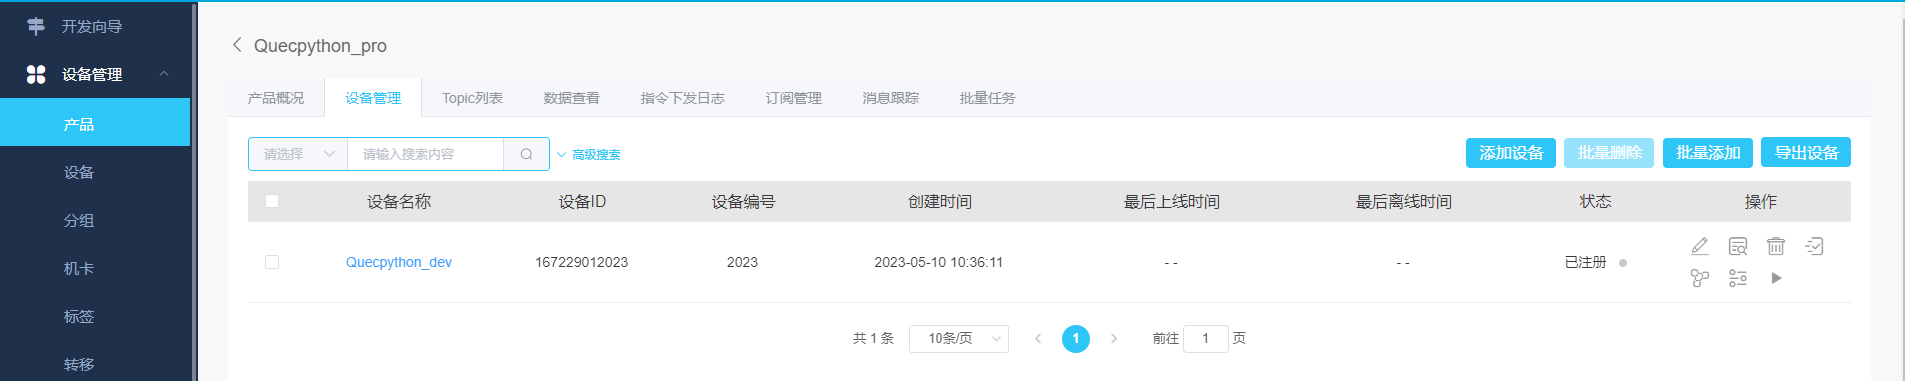 开发向导
设备管理
产品
设备
分组
机卡
标签
转移
Quecpython_pro
产品概况 设备管理 Topic列表 数据查看 指令下发日志 订阅管理 消息跟踪 批量任务
请选择 请输入搜索内容 高级搜索 添加设备 批量删除 批量添加 导出设备
设备名称 设备ID 设备编号 创建时间 最后上线时间 最后离线时间 状态 操作
Quecpython_dev 167229012023 2023 2023-05-10 10:36:11 - - - - 已注册
共 1 条 10条/页 1 前往 1 页